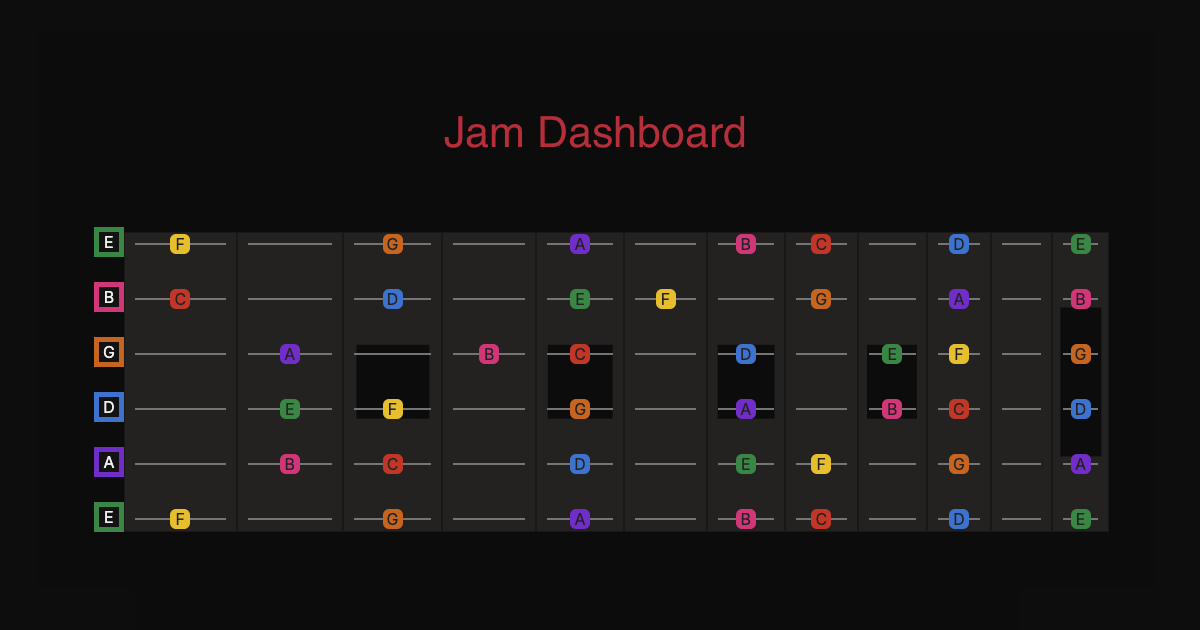 Jam Dashboard
E F G A B C D E
B C D E F G A B
G A B C D E F G
D E F G A B C D
A B C D E F G A
E F G A B C D E